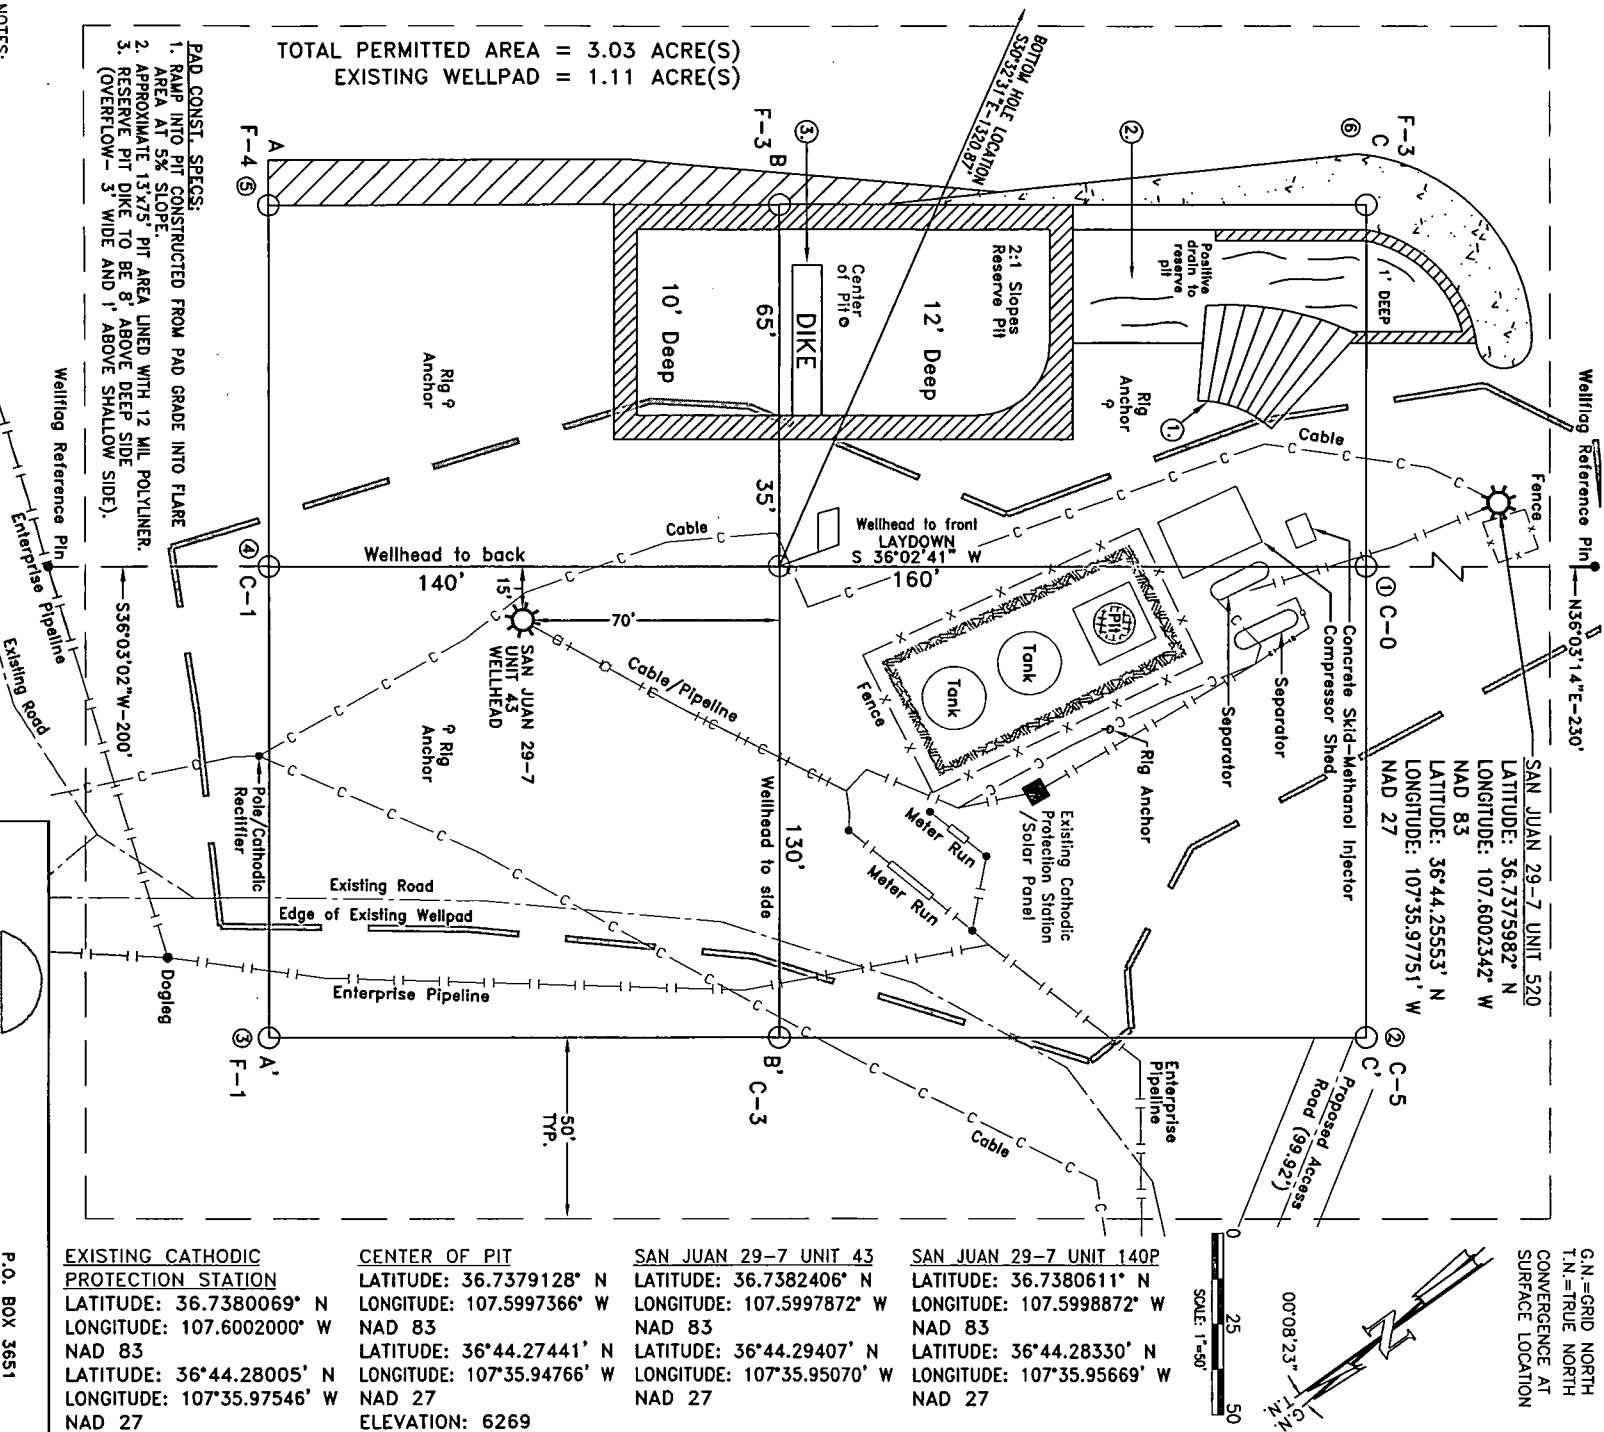 NOTES:
TOTAL PERMITTED AREA = 3.03 ACRE(S)
EXISTING WELLPAD = 1.11 ACRE(S)
PAD CONST. SPECS:
1. RAMP INTO PIT CONSTRUCTED FROM PAD GRADE INTO FLARE
AREA AT 5% SLOPE.
2. APPROXIMATE 13'x75' PIT AREA LINED WITH 12 MIL POLYLINER.
3. RESERVE PIT DIKE TO BE 8' ABOVE DEEP SIDE
(OVERFLOW- 3' WIDE AND 1' ABOVE SHALLOW SIDE).
BOTTOM HOLE LOCATION
S30°32'31"E-1320.87'
A
F-4 ⑤
F-3
B
③.
②.
⑥
F-3
C
Positive
drain to
reserve
pit
1' DEEP
2:1 Slopes
Reserve Pit
12' Deep
Center
of Pit
DIKE
65'
10' Deep
Rig
Anchor
Rig
Anchor
①.
Cable
Fence
Wellflag Reference Pin
N36°03'14"E-230'
Wellflag Reference Pin
Enterprise Pipeline
Existing Road
S36°03'02"W-200'
④
C-1
Wellhead to back
140'
15'
70'
35'
Cable
Wellhead to front
LAYDOWN
S 36°02'41" W
160'
① C-0
Concrete Skid-Methanol Injector
Compressor Shed
Separator
Separator
Pit
Tank
Tank
Fence
SAN JUAN 29-7
UNIT 43
WELLHEAD
Cable/Pipeline
Rig
Anchor
Rig Anchor
Pole/Cathodic
Rectifier
Wellhead to side
130'
Meter Run
Meter Run
Existing Cathodic
Protection Station
/Solar Panel
SAN JUAN 29-7 UNIT 520
LATITUDE: 36.7375982° N
LONGITUDE: 107.6002342° W
NAD 83
LATITUDE: 36°44.25553' N
LONGITUDE: 107°35.97751' W
NAD 27
Existing Road
Edge of Existing Wellpad
Enterprise Pipeline
Dogleg
③
A'
F-1
B'
C-3
50'
TYP.
Cable
Enterprise
Pipeline
②
C'
C-5
Proposed Access
Road (99.92')
G.N.=GRID NORTH
T.N.=TRUE NORTH
CONVERGENCE AT
SURFACE LOCATION
N
00°08'23"
T.N.
G.N.
0 25 50
SCALE: 1"=50'
EXISTING CATHODIC
PROTECTION STATION
LATITUDE: 36.7380069° N
LONGITUDE: 107.6002000° W
NAD 83
LATITUDE: 36°44.28005' N
LONGITUDE: 107°35.97546' W
NAD 27
CENTER OF PIT
LATITUDE: 36.7379128° N
LONGITUDE: 107.5997366° W
NAD 83
LATITUDE: 36°44.27441' N
LONGITUDE: 107°35.94766' W
NAD 27
ELEVATION: 6269
SAN JUAN 29-7 UNIT 43
LATITUDE: 36.7382406° N
LONGITUDE: 107.5997872° W
NAD 83
LATITUDE: 36°44.29407' N
LONGITUDE: 107°35.95070' W
NAD 27
SAN JUAN 29-7 UNIT 140P
LATITUDE: 36.7380611° N
LONGITUDE: 107.5998872° W
NAD 83
LATITUDE: 36°44.28330' N
LONGITUDE: 107°35.95669' W
NAD 27
P.O. BOX 3651